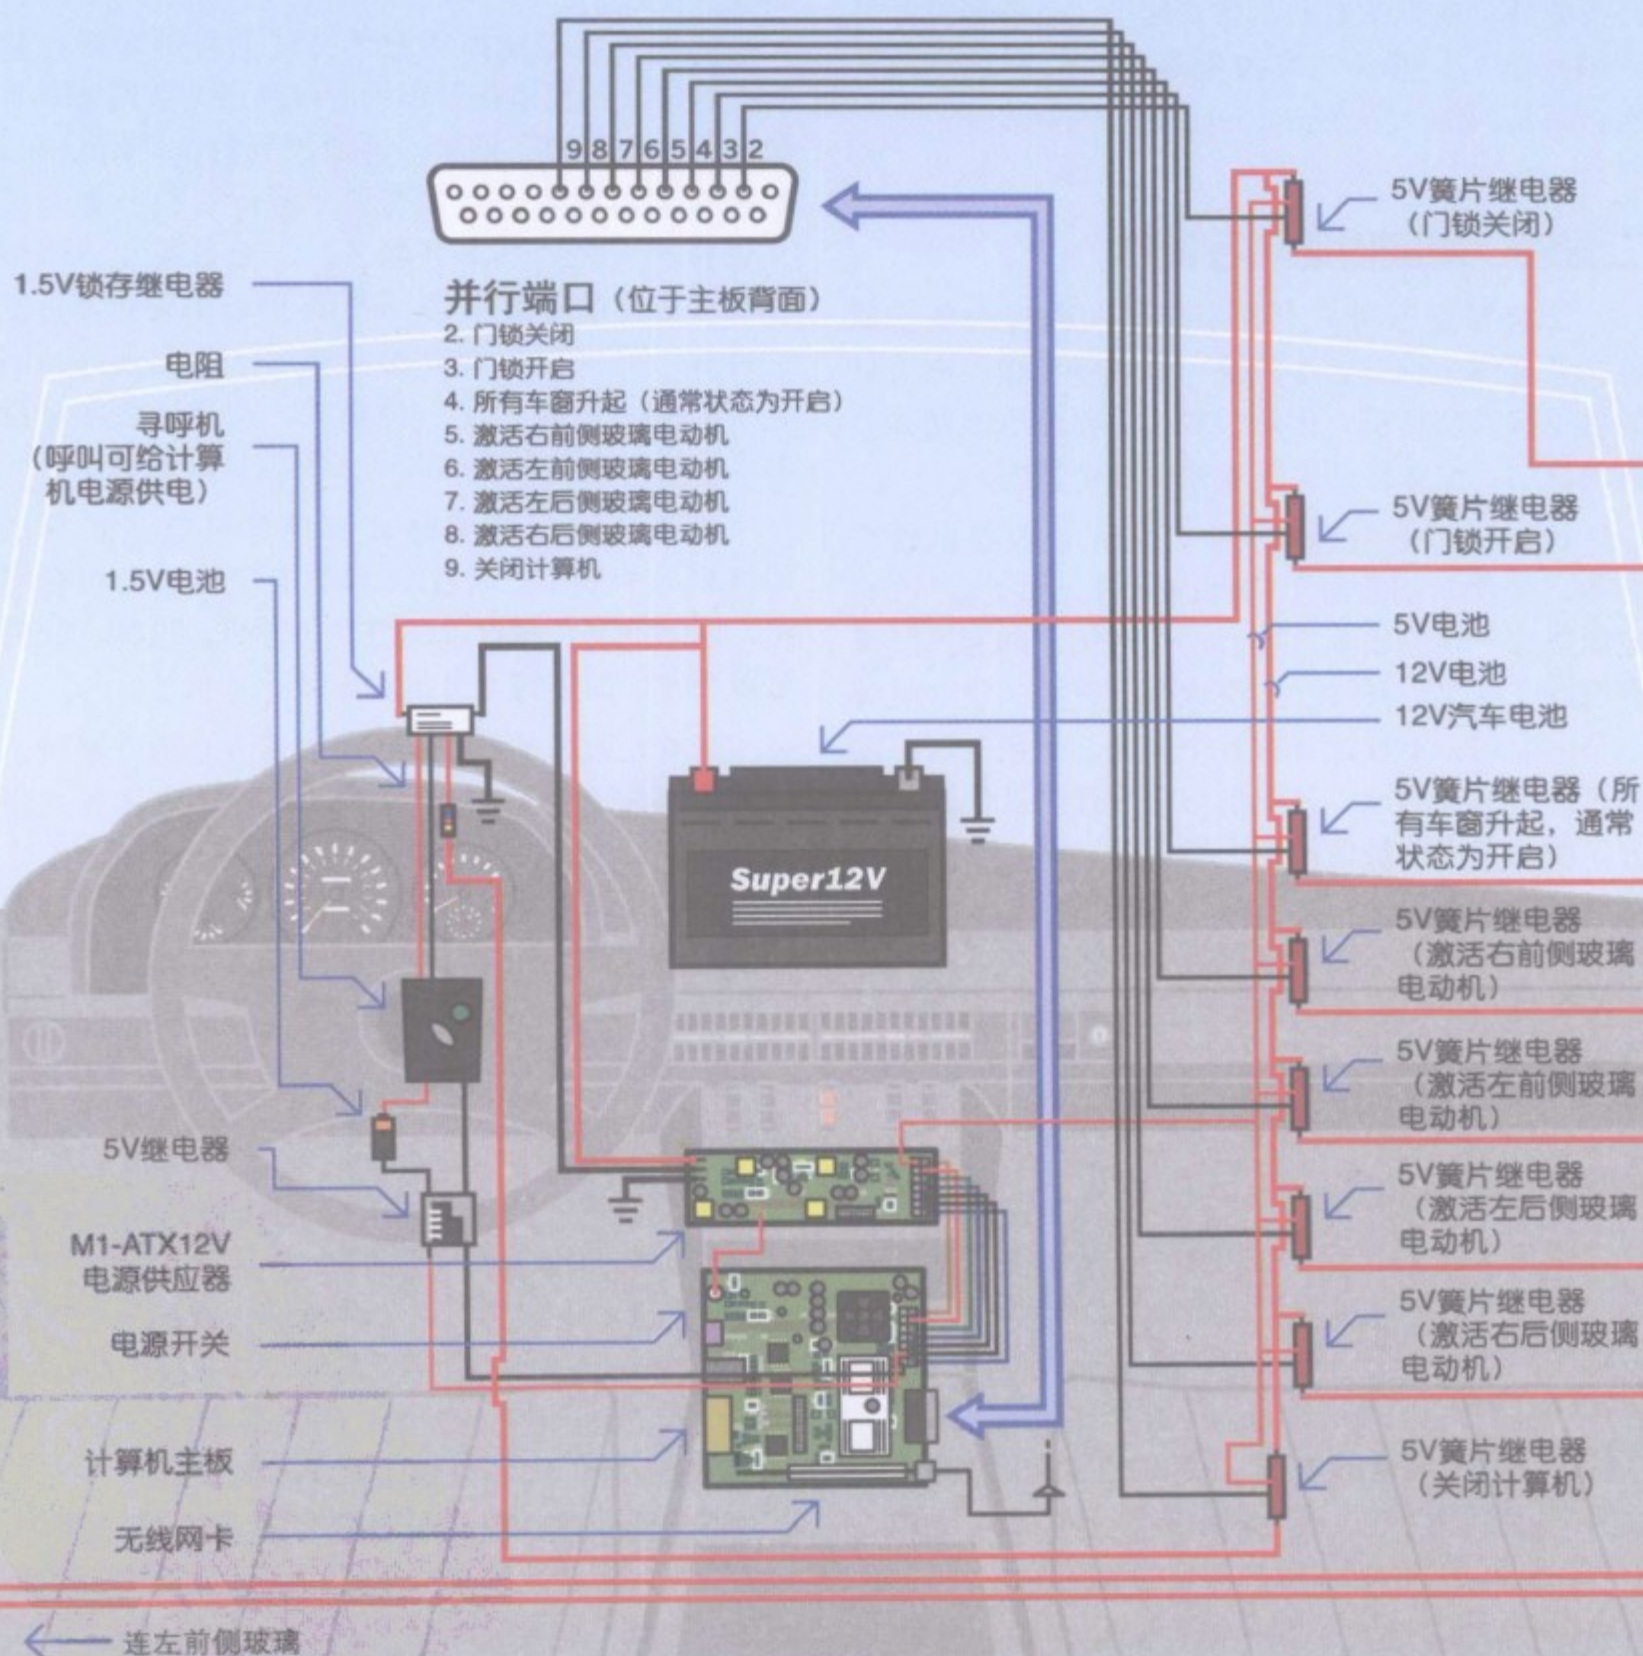 9 8 7 6 5 4 3 2
并行端口（位于主板背面）
2. 门锁关闭
3. 门锁开启
4. 所有车窗升起（通常状态为开启）
5. 激活右前侧玻璃电动机
6. 激活左前侧玻璃电动机
7. 激活左后侧玻璃电动机
8. 激活右后侧玻璃电动机
9. 关闭计算机
1.5V锁存继电器
电阻
寻呼机
（呼叫可给计算
机电源供电）
1.5V电池
5V继电器
M1-ATX12V
电源供应器
电源开关
计算机主板
无线网卡
连左前侧玻璃
Super12V
5V簧片继电器
（门锁关闭）
5V簧片继电器
（门锁开启）
5V电池
12V电池
12V汽车电池
5V簧片继电器（所
有车窗升起，通常
状态为开启）
5V簧片继电器
（激活右前侧玻璃
电动机）
5V簧片继电器
（激活左前侧玻璃
电动机）
5V簧片继电器
（激活左后侧玻璃
电动机）
5V簧片继电器
（激活右后侧玻璃
电动机）
5V簧片继电器
（关闭计算机）